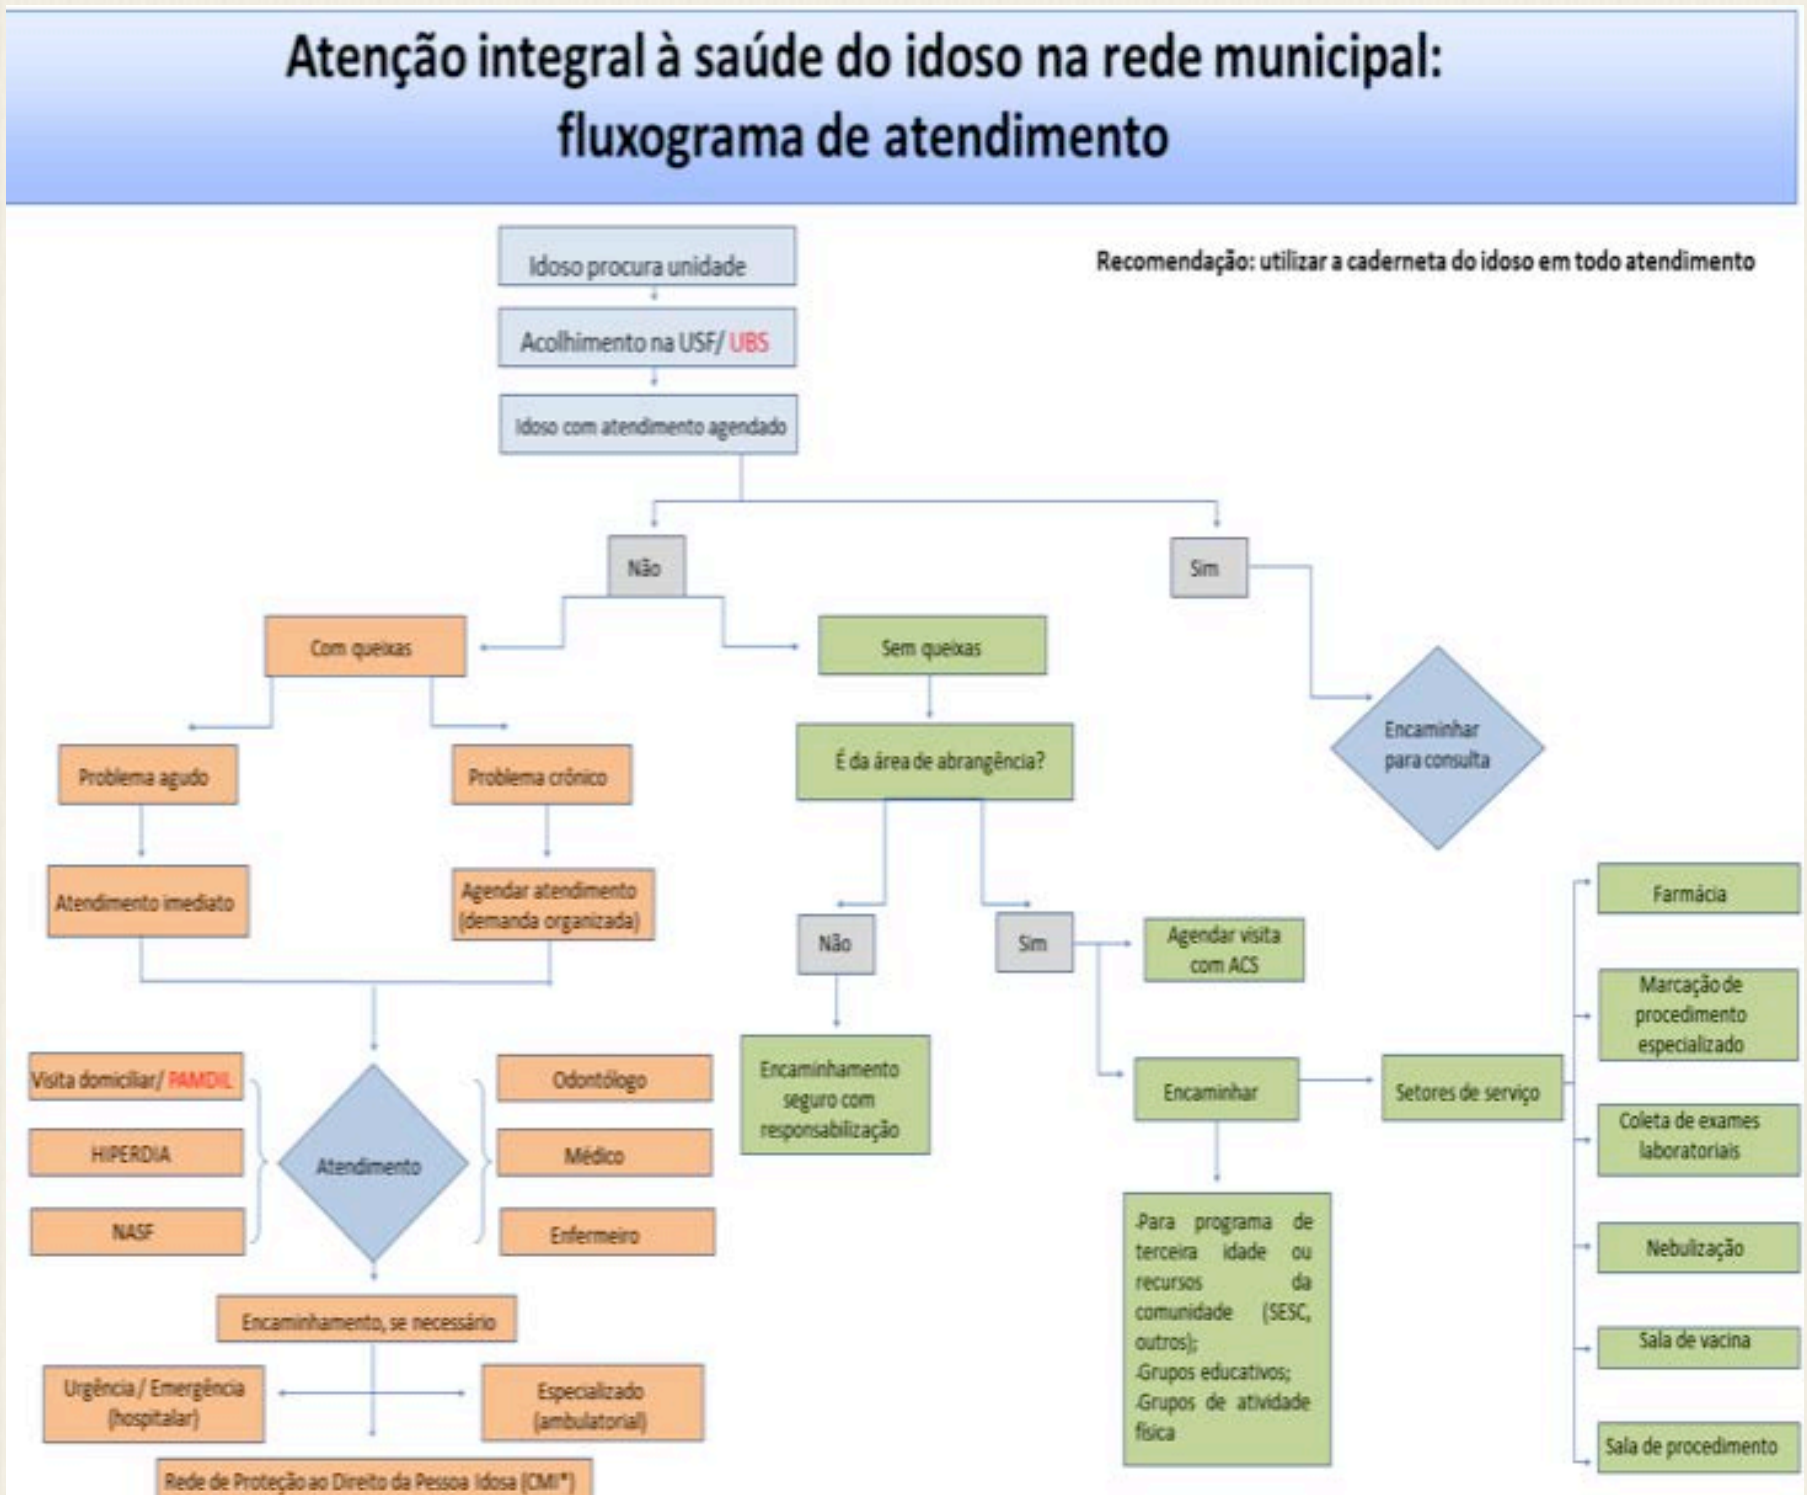 Atenção integral à saúde do idoso na rede municipal:
fluxograma de atendimento
Idoso procura unidade
Recomendação: utilizar a caderneta do idoso em todo atendimento
Acolhimento na USF/ UBS
Idoso com atendimento agendado
Não
Sim
Com queixas
Sem queixas
Encaminhar
para consulta
Problema agudo
Problema crônico
É da área de abrangência?
Atendimento imediato
Agendar atendimento
(demanda organizada)
Não
Sim
Agendar visita
com ACS
Farmácia
Marcação de
procedimento
especializado
Coleta de exames
laboratoriais
Nebulização
Sala de vacina
Sala de procedimento
Visita domiciliar/ PAMDIL
HIPERDIA
NASF
Atendimento
Odontólogo
Médico
Enfermeiro
Encaminhamento
seguro com
responsabilização
Encaminhar
Setores de serviço
-Para programa de
terceira idade ou
recursos da
comunidade (SESC,
outros);
-Grupos educativos;
-Grupos de atividade
física
Encaminhamento, se necessário
Urgência / Emergência
(hospitalar)
Especializado
(ambulatorial)
Rede de Proteção ao Direito da Pessoa Idosa (CMI*)